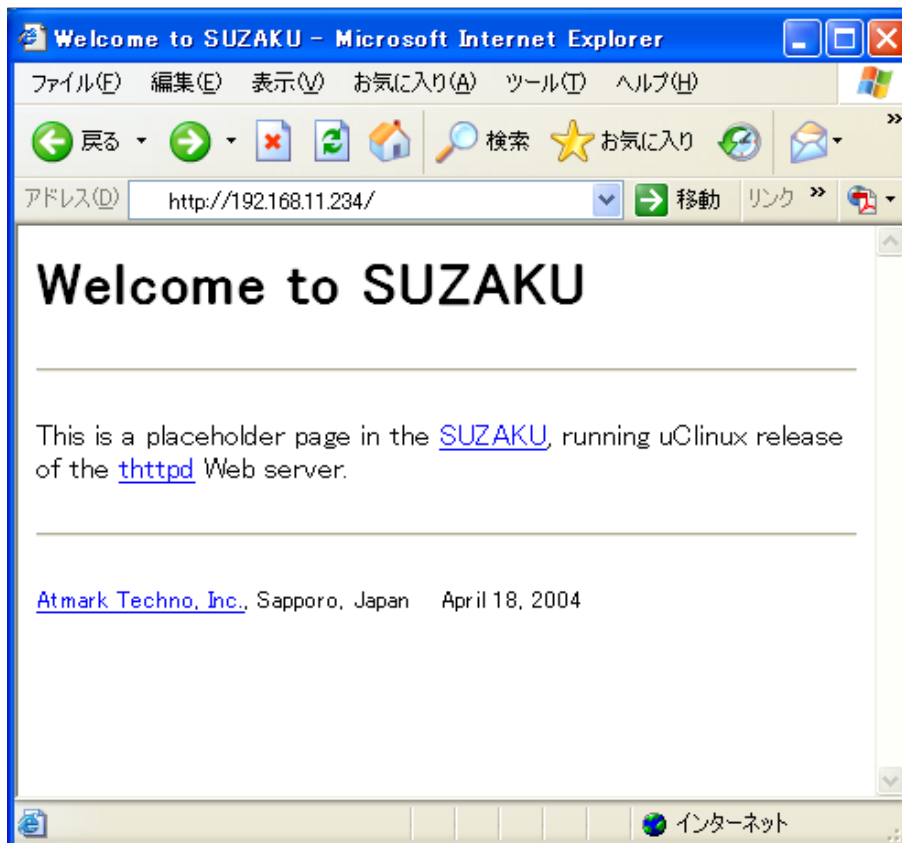 Welcome to SUZAKU - Microsoft Internet Explorer
ファイル(F) 編集(E) 表示(V) お気に入り(A) ツール(T) ヘルプ(H)
戻る 検索 お気に入り »
アドレス(D) http://192.168.11.234/ 移動 リンク »
Welcome to SUZAKU
This is a placeholder page in the SUZAKU, running uClinux release
of the thttpd Web server.
Atmark Techno, Inc., Sapporo, Japan April 18, 2004
インターネット